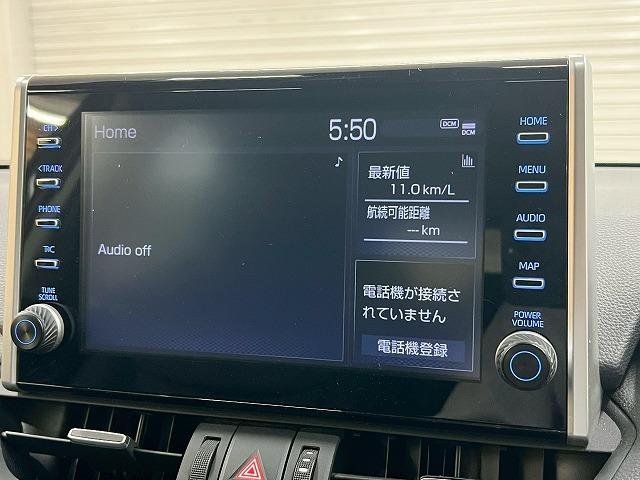 Home
5:50
DCM
DCM
Audio off
最新値
11.0 km/L
航続可能距離
--- km
電話機が接続さ
れていません
電話機登録
CH >
< TRACK
PHONE
T/C
TUNE
SCROLL
HOME
MENU
AUDIO
MAP
POWER
VOLUME